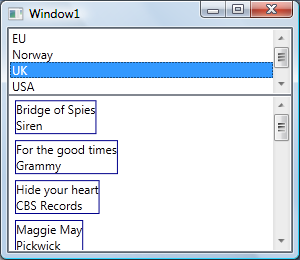 Window1
EU
Norway
UK
USA
Bridge of Spies
Siren
For the good times
Grammy
Hide your heart
CBS Records
Maggie May
Pickwick